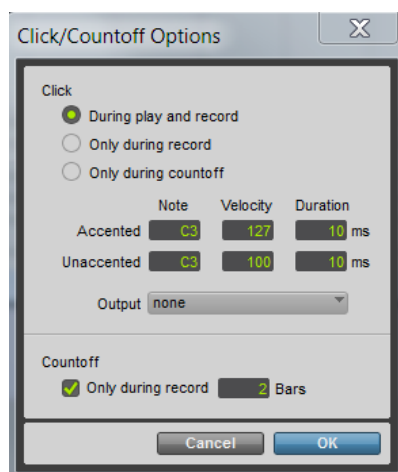 Click/Countoff Options
Click
During play and record
Only during record
Only during countoff
Note Velocity Duration
Accented C3 127 10 ms
Unaccented C3 100 10 ms
Output none
Countoff
Only during record 2 Bars
Cancel OK